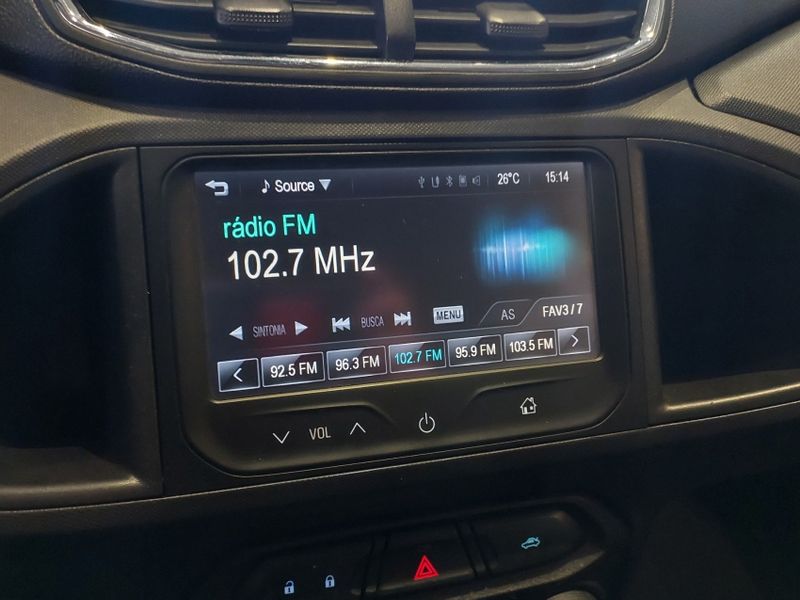 Source 26°C 15:14
rádio FM
102.7 MHz
SINTONIA BUSCA MENU AS FAV3 / 7
92.5 FM 96.3 FM 102.7 FM 95.9 FM 103.5 FM
VOL